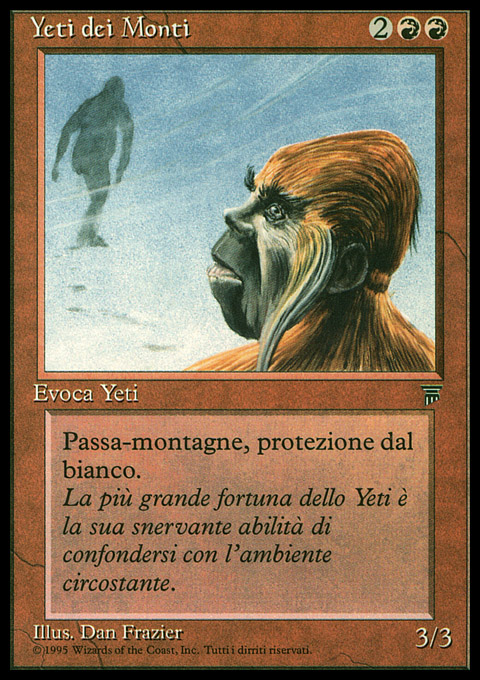 Yeti dei Monti 2
Evoca Yeti
Passa-montagne, protezione dal
bianco.
La più grande fortuna dello Yeti è
la sua snervante abilità di
confondersi con l'ambiente
circostante.
Illus. Dan Frazier
3/3
©1995 Wizards of the Coast, Inc. Tutti i dirriti riservati.